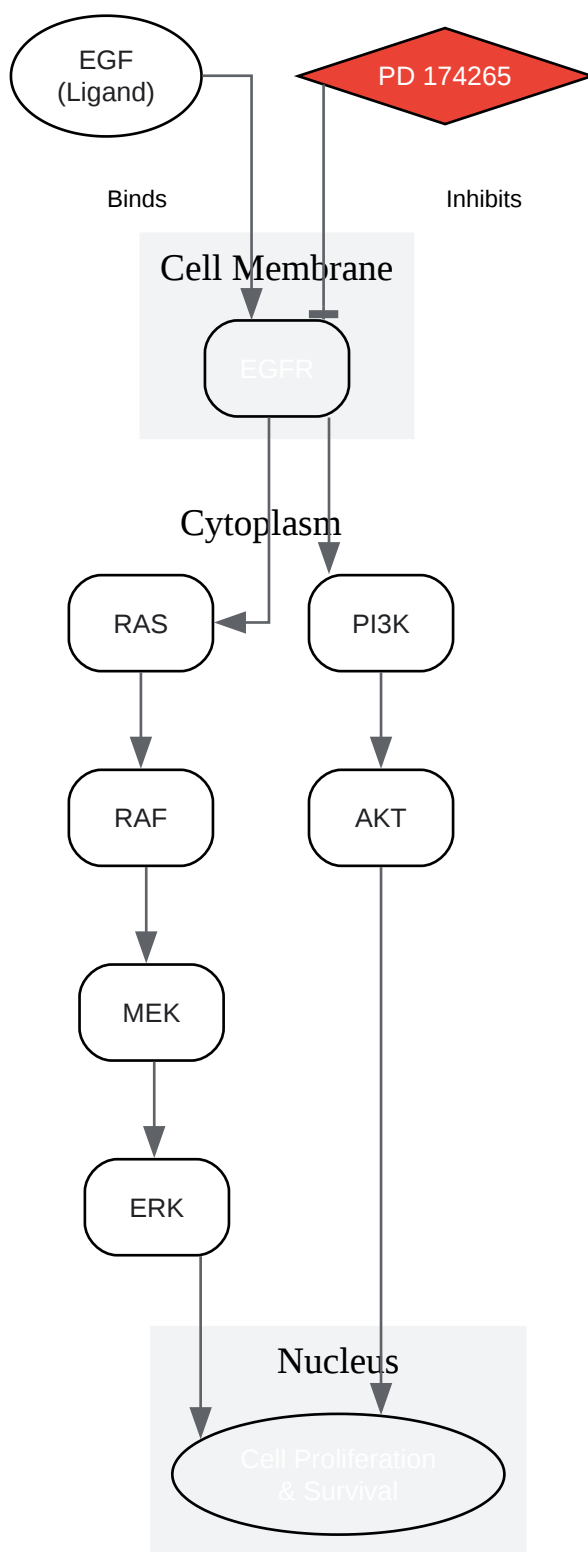 EGF
(Ligand)
PD 174265
Binds
Inhibits
Cell Membrane
EGFR
Cytoplasm
RAS
PI3K
RAF
AKT
MEK
ERK
Nucleus
Cell Proliferation
& Survival